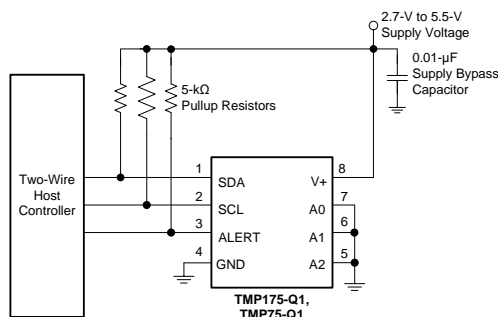 2.7-V to 5.5-V
Supply Voltage
0.01-µF
Supply Bypass
Capacitor
5-kΩ
Pullup Resistors
Two-Wire
Host
Controller
1
SDA
2
SCL
3
ALERT
4
GND
8
V+
7
A0
6
A1
5
A2
TMP175-Q1,
TMP75-Q1